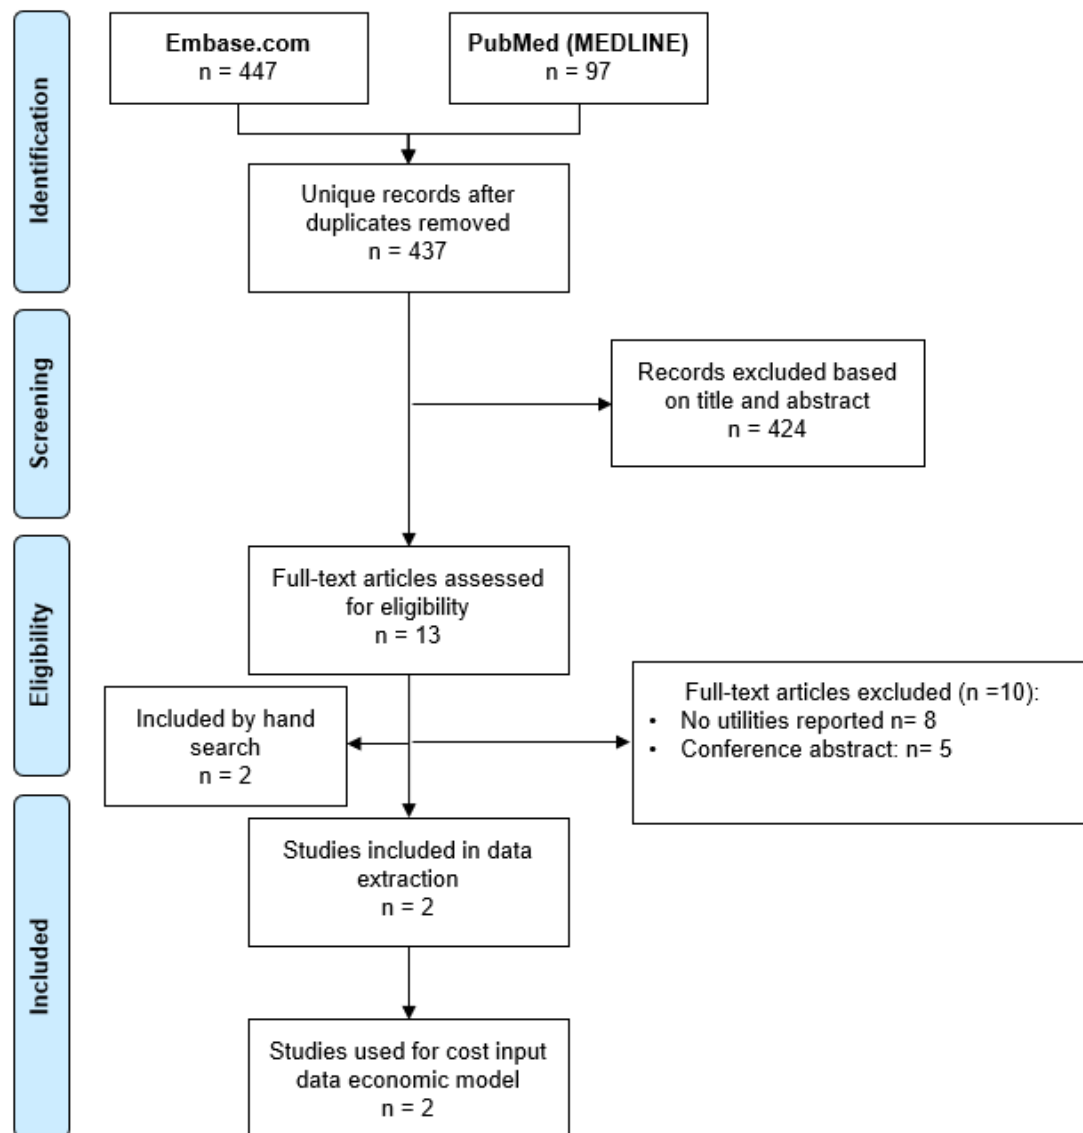 Identification
Embase.com
n = 447
PubMed (MEDLINE)
n = 97
Unique records after
duplicates removed
n = 437
Screening
Records excluded based
on title and abstract
n = 424
Eligibility
Full-text articles assessed
for eligibility
n = 13
Included by hand
search
n = 2
Full-text articles excluded (n =10):
• No utilities reported n= 8
• Conference abstract: n= 5
Included
Studies included in data
extraction
n = 2
Studies used for cost input
data economic model
n = 2